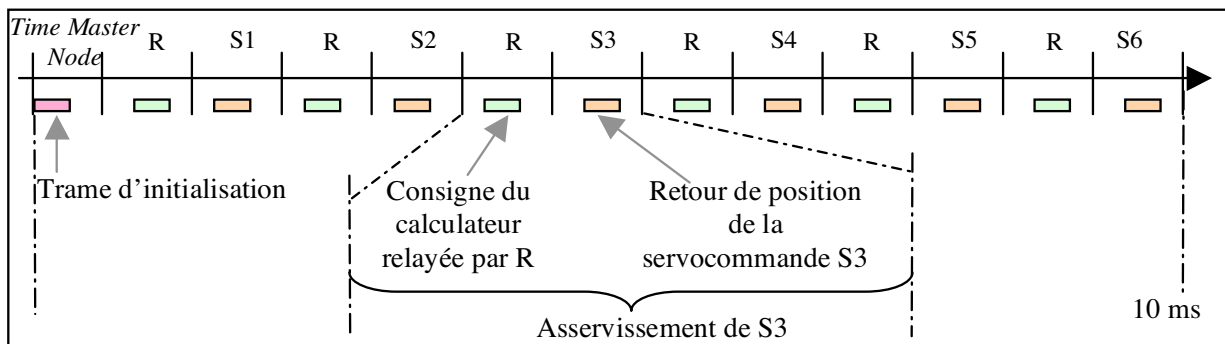 Time Master
Node
R S1 R S2 R S3 R S4 R S5 R S6
Trame d'initialisation
Consigne du
calculateur
relayée par R
Retour de position
de la
servocommande S3
10 ms
Asservissement de S3